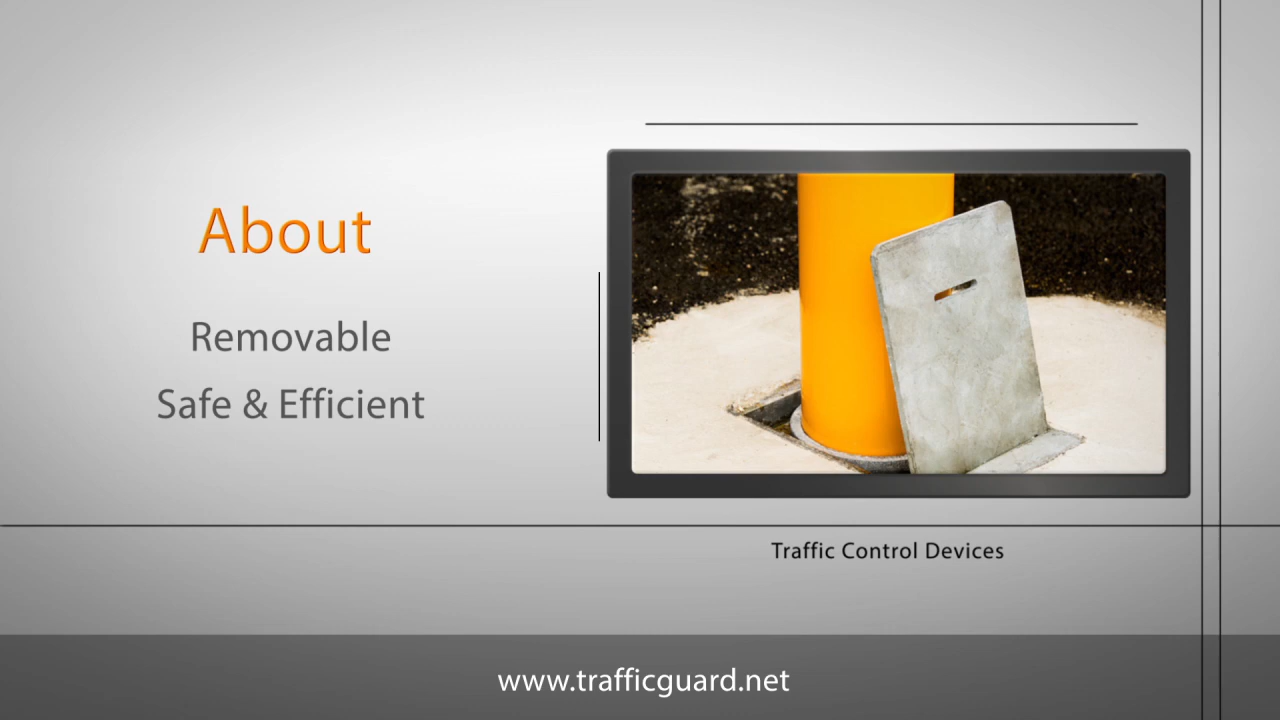 About
Removable
Safe & Efficient
Traffic Control Devices
www.trafficguard.net